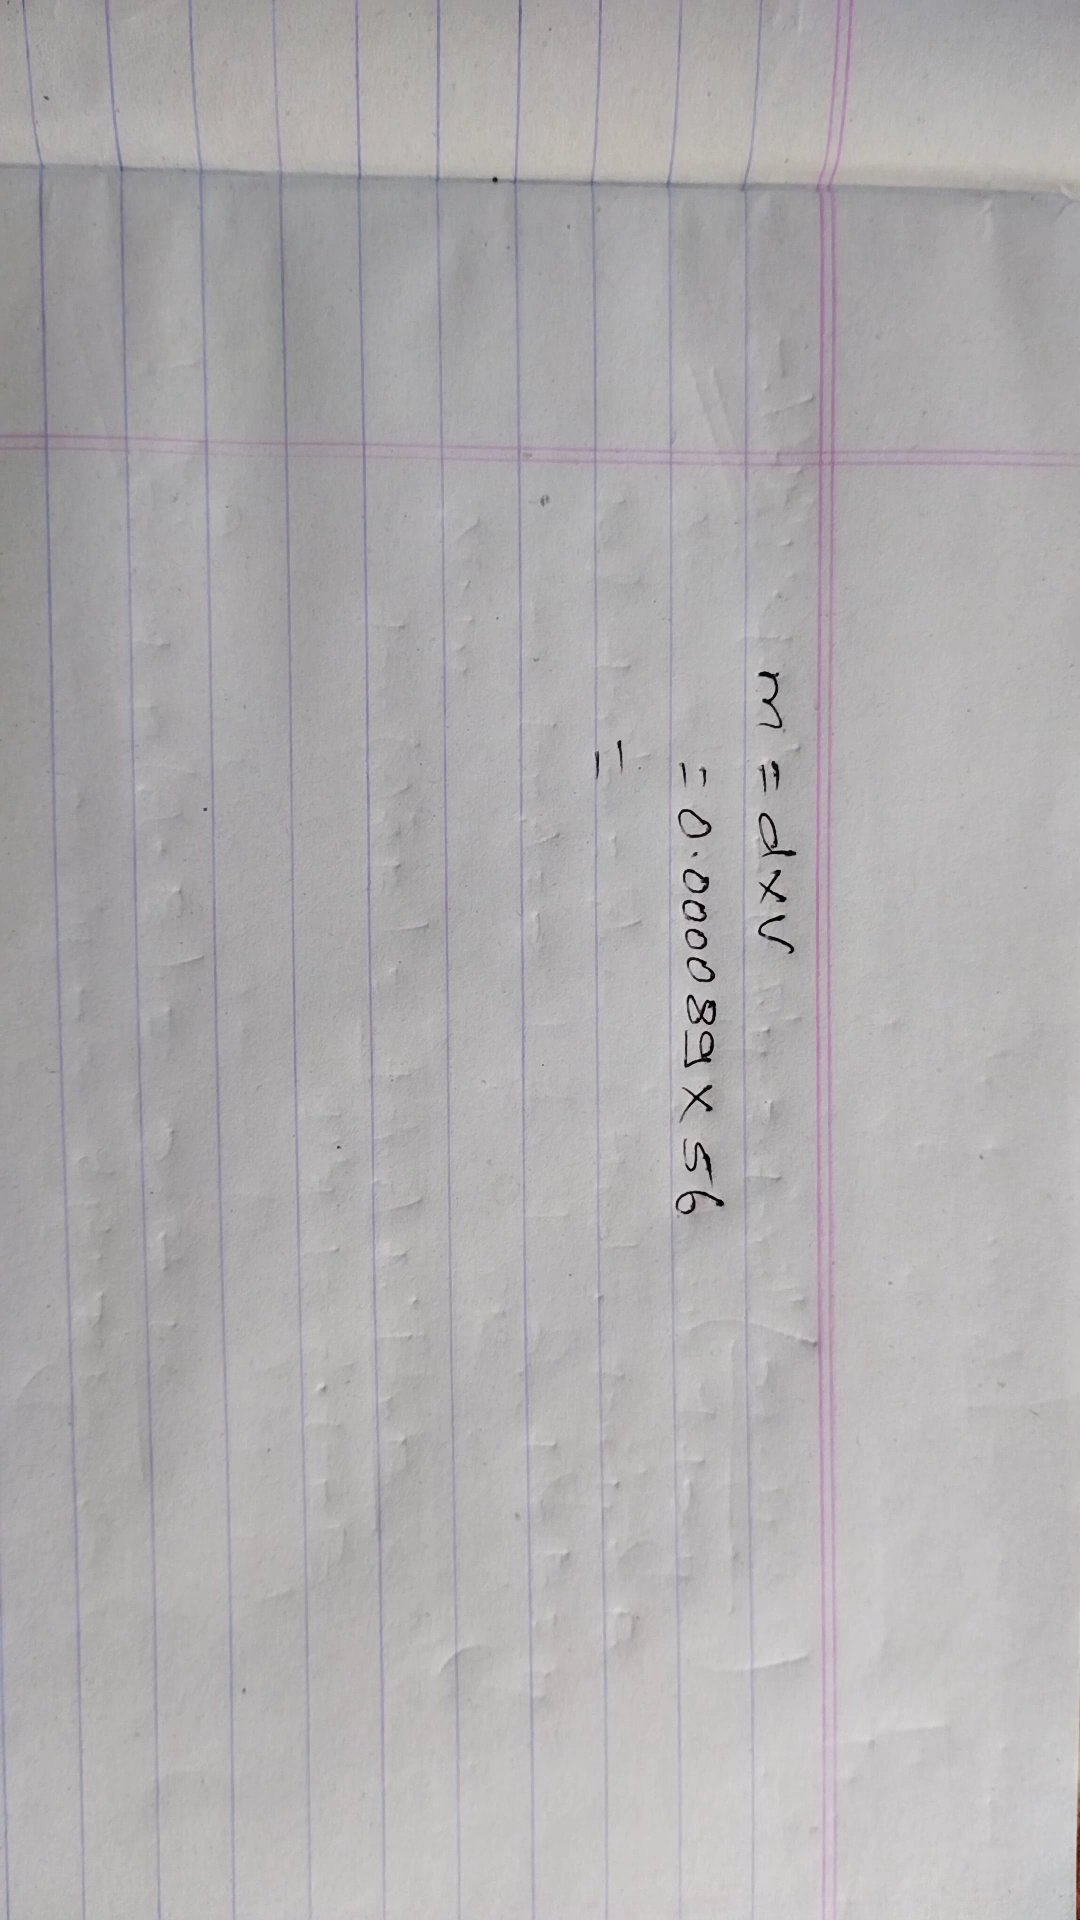 m = d x v
= 0.000089 x 56
=